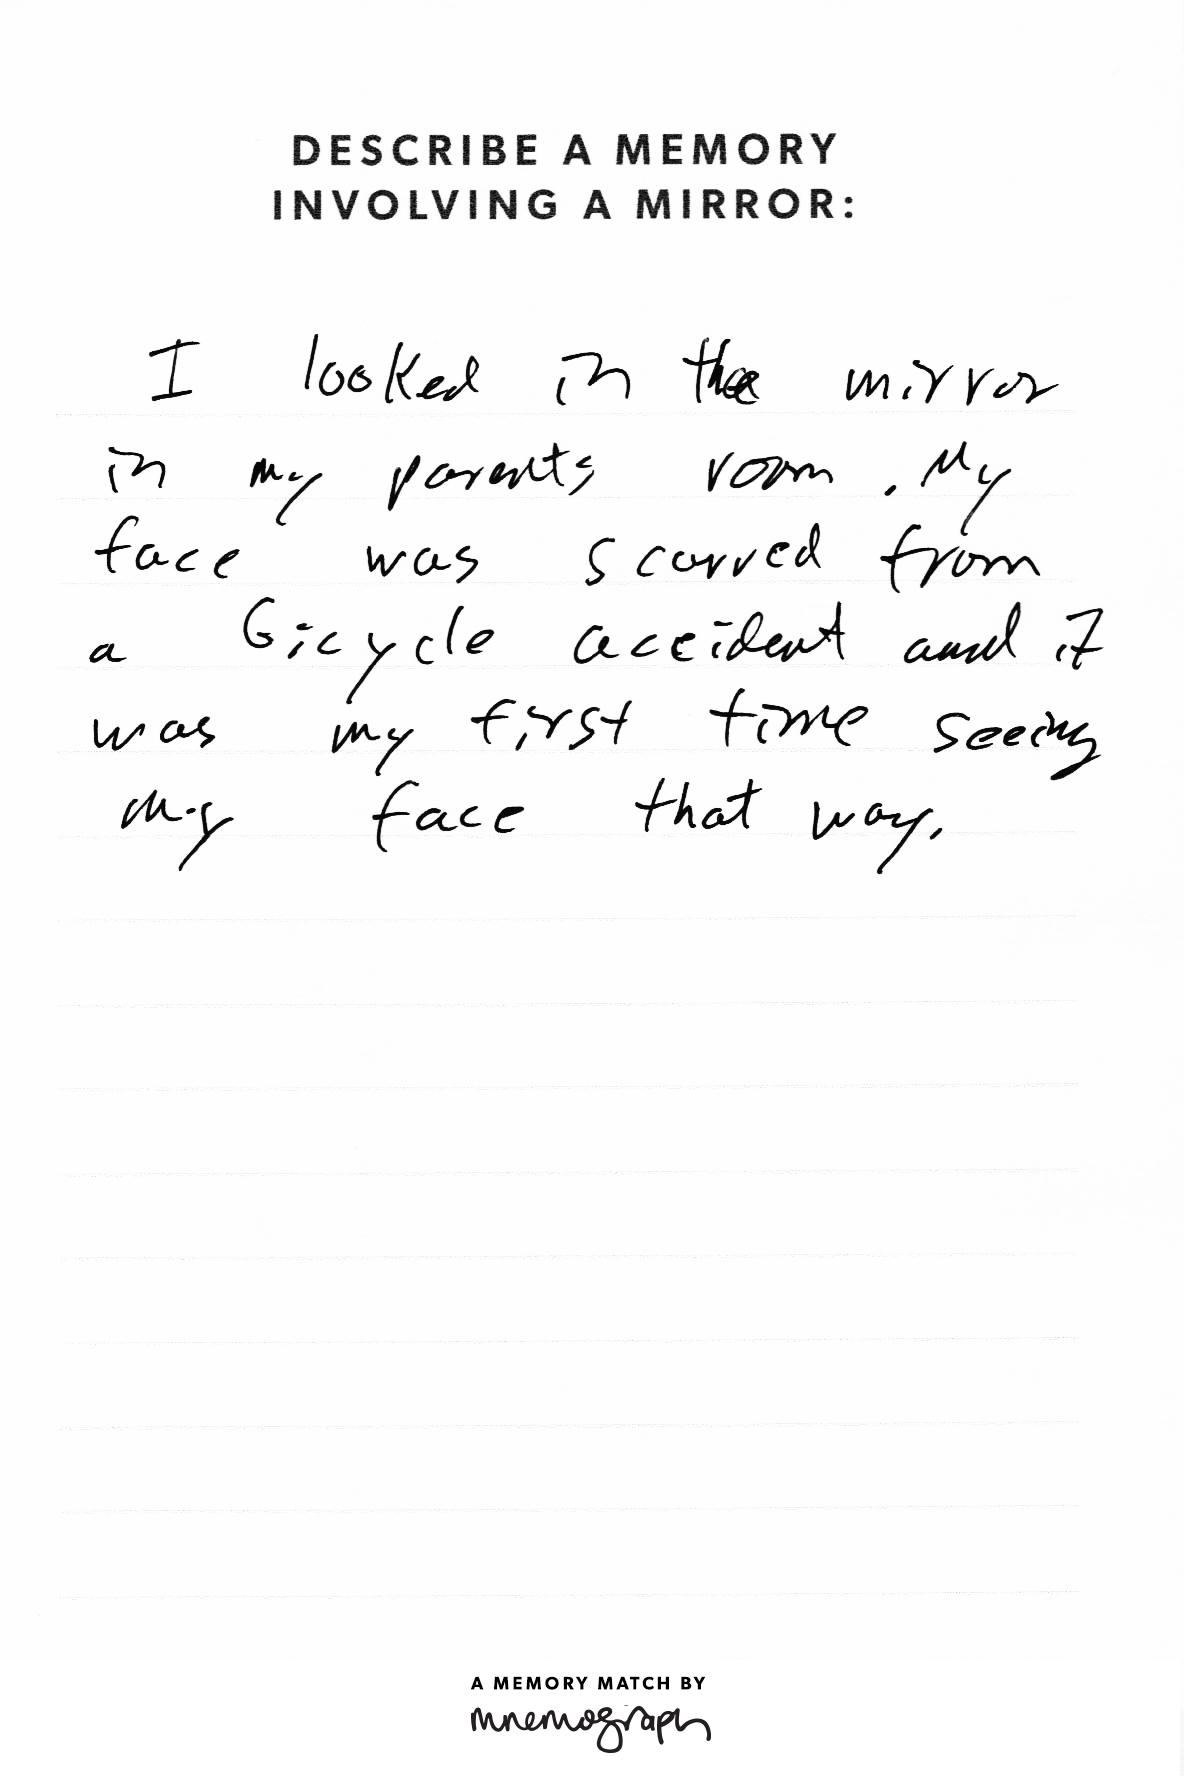 DESCRIBE A MEMORY
INVOLVING A MIRROR:
I looked in the mirror
in my parents room. My
face was scarred from
a bicycle accident and it
was my first time seeing
my face that way.
A MEMORY MATCH BY
mnemograph